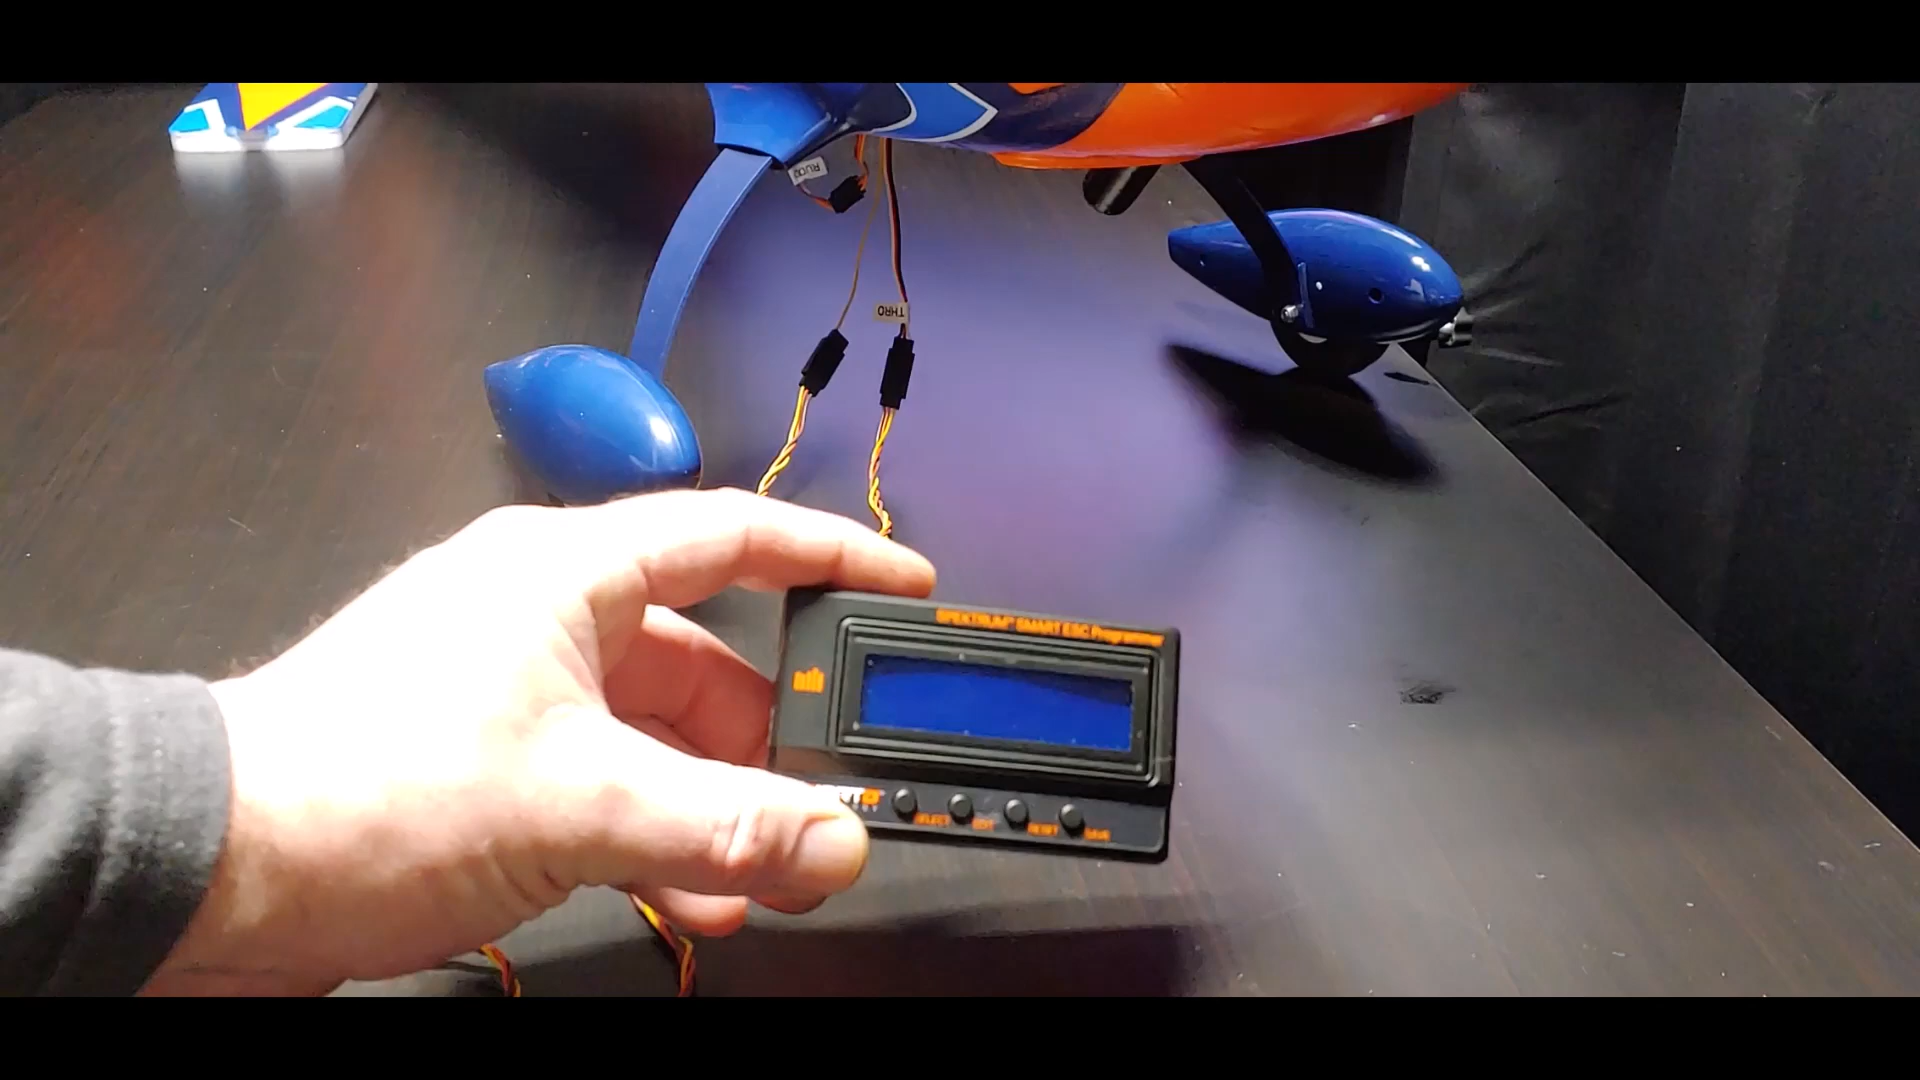 RUD2
THRO
SPEKTRUM SMART ESC Programmer
SELECT EDIT RESET SAVE